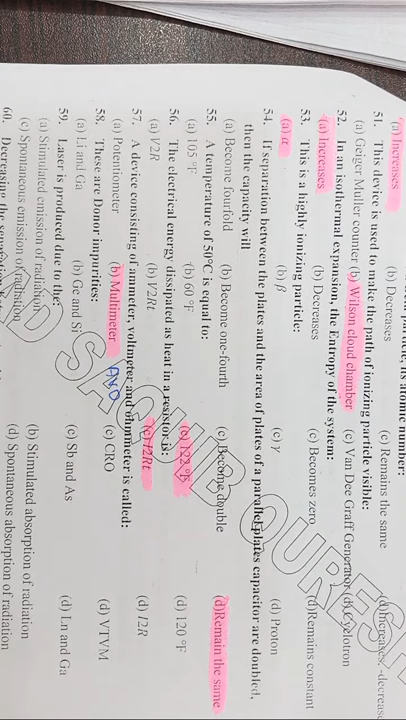 its atomic number:
(a) Increases (b) Decreases (c) Remains the same (d)Increases, -decrease
51. This device is used to make the path of ionizing particle visible:
(a) Geiger Muller counter (b) Wilson cloud chamber (c) Van Dee Graff Generator (d) Cyclotron
52. In an isothermal expansion, the Entropy of the system:
(a) Increases (b) Decreases (c) Becomes zero (d)Remains constant
53. This is a highly ionizing particle:
(a) α (b) β (c) γ (d) Proton
54. If separation between the plates and the area of plates of a parallel plates capacitor are doubled,
then the capacity will
(a) Become fourfold (b) Become one-fourth (c) Become double (d)Remain the same
55. A temperature of 50°C is equal to:
(a) 105 °F (b) 60 °F (c) 122 °F (d) 120 °F
56. The electrical energy dissipated as heat in a resistor is:
(a) V2R (b) V2Rt (c) I2Rt (d) I2R
57. A device consisting of ammeter, voltmeter and ohmmeter is called:
(a) Potentiometer (b) Multimeter AVO (c) CRO (d) VTVM
58. These are Donor impurities:
(a) Li and Ga (b) Ge and Si (c) Sb and As (d) Ln and Ga
59. Laser is produced due to the:
(a) Stimulated emission of radiation (b) Stimulated absorption of radiation
(c) Spontaneous emission of radiation (d) Spontaneous absorption of radiation
60. Decreasing the separation
SAQUIB QURESH